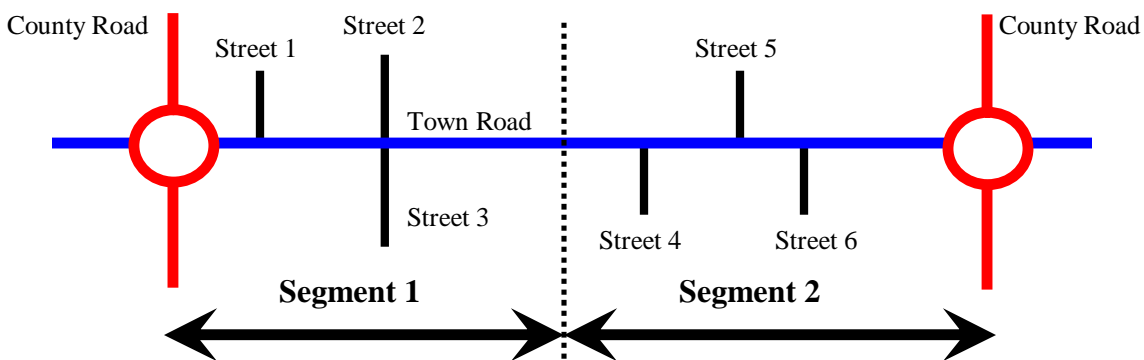 County Road
Street 1
Street 2
Street 5
County Road
Town Road
Street 3
Street 4
Street 6
Segment 1
Segment 2